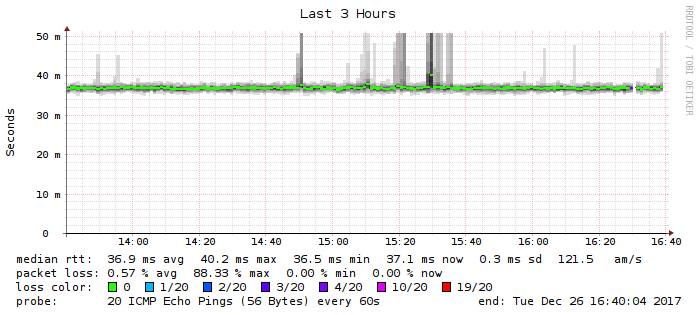 Last 3 Hours
RRDTOOL / TOBI OETIKER
Seconds
50 m
40 m
30 m
20 m
10 m
0
14:00 14:20 14:40 15:00 15:20 15:40 16:00 16:20 16:40
median rtt: 36.9 ms avg 40.2 ms max 36.5 ms min 37.1 ms now 0.3 ms sd 121.5 am/s
packet loss: 0.57 % avg 88.33 % max 0.00 % min 0.00 % now
loss color: 0 1/20 2/20 3/20 4/20 10/20 19/20
probe: 20 ICMP Echo Pings (56 Bytes) every 60s end: Tue Dec 26 16:40:04 2017